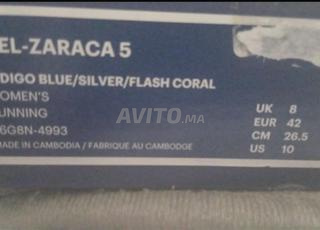 EL-ZARACA 5
DIGO BLUE/SILVER/FLASH CORAL
OMEN'S
UNNING
6G8N-4993
MADE IN CAMBODIA / FABRIQUE AU CAMBODGE
UK 8
EUR 42
CM 26.5
US 10
AVITO.MA